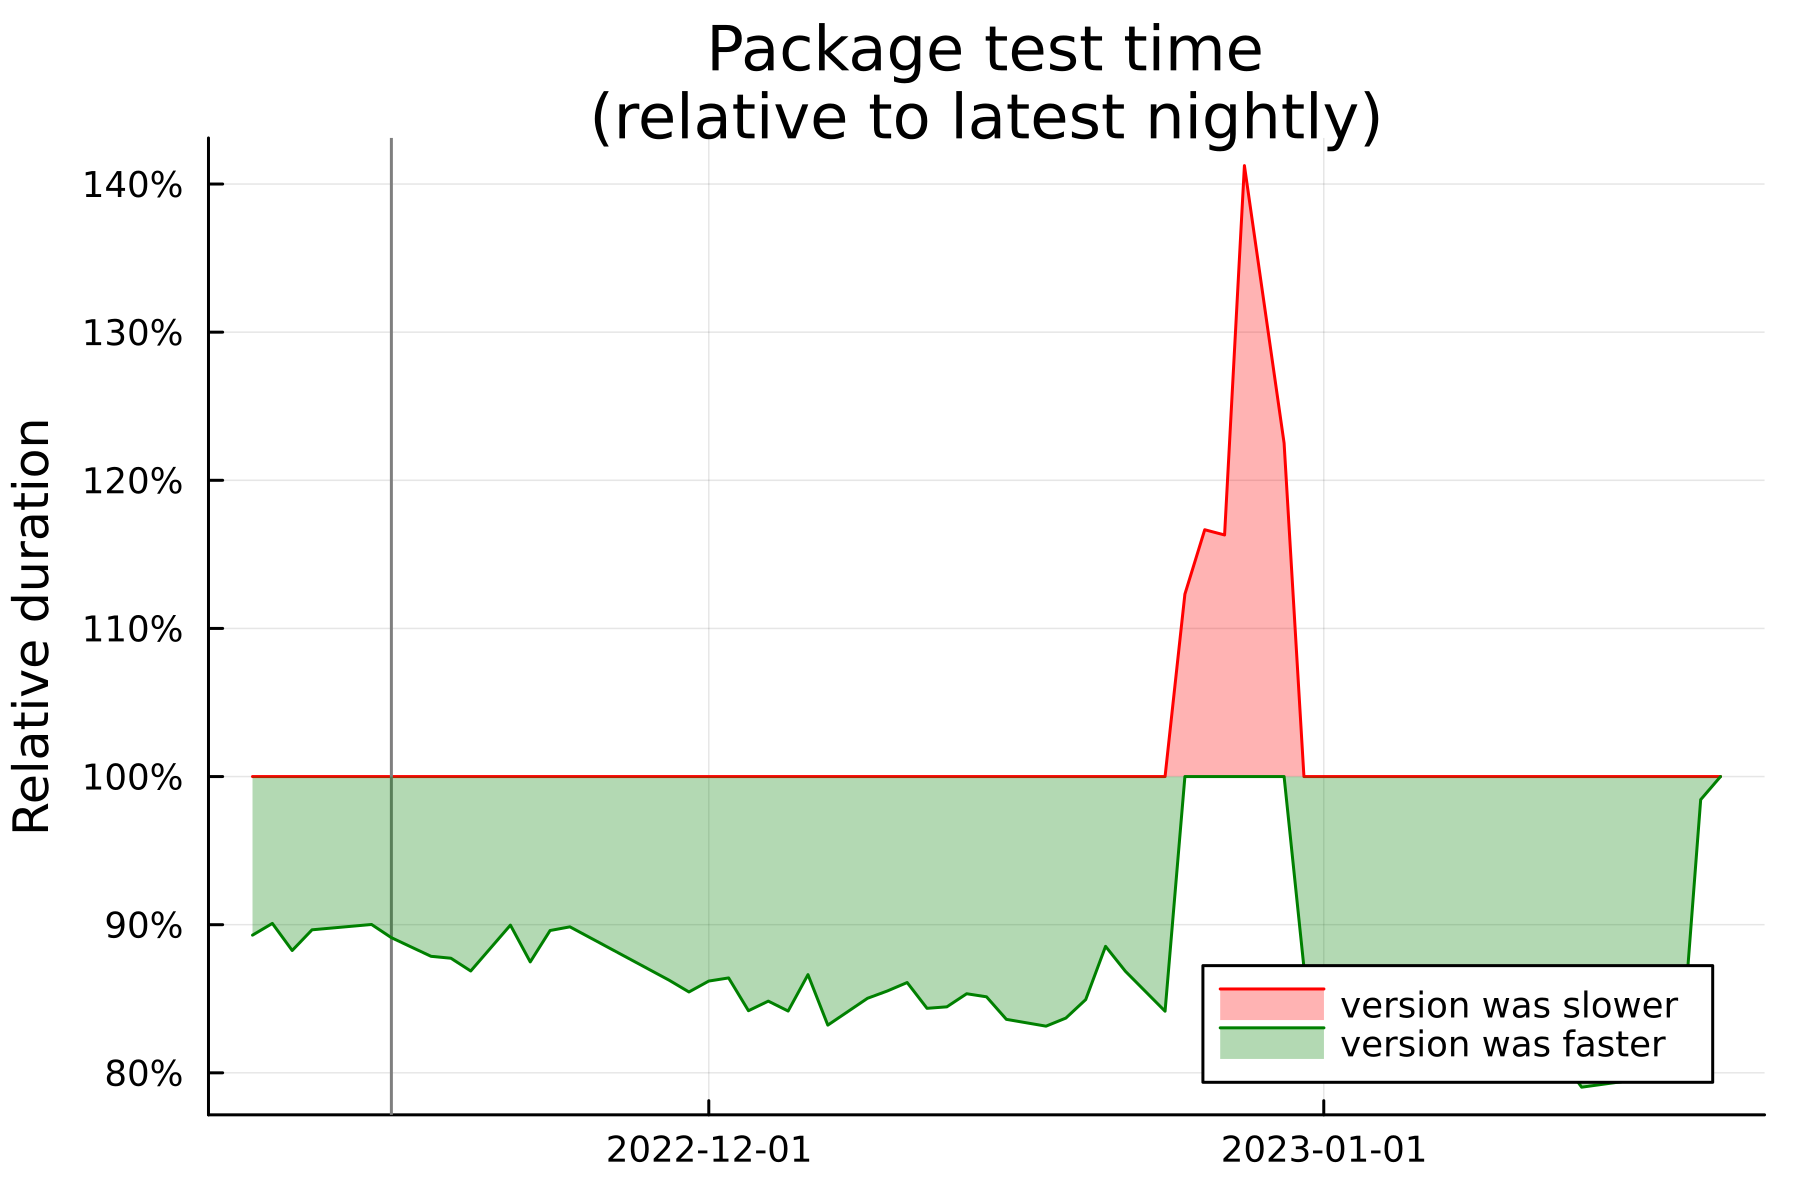 Package test time
(relative to latest nightly)
Relative duration
140%
130%
120%
110%
100%
90%
80%
version was slower
version was faster
2022-12-01
2023-01-01